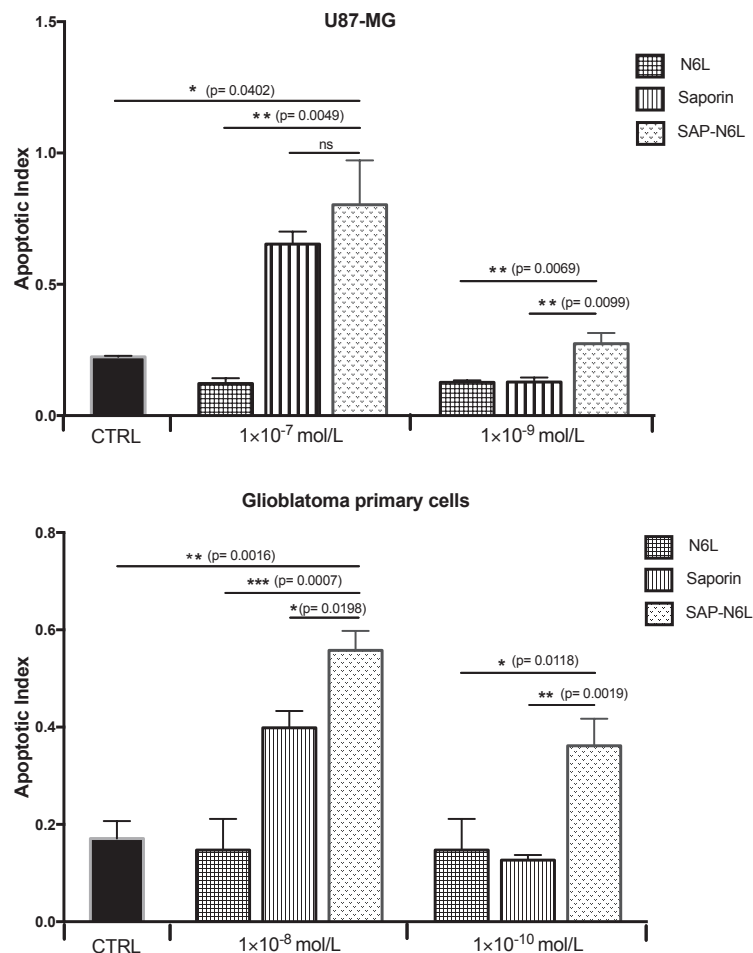 U87-MG
1.5
1.0
0.5
0.0
Apoptotic Index
N6L
Saporin
SAP-N6L
* (p= 0.0402)
** (p= 0.0049)
ns
** (p= 0.0069)
** (p= 0.0099)
CTRL
1×10⁻⁷ mol/L
1×10⁻⁹ mol/L
Glioblatoma primary cells
0.8
0.6
0.4
0.2
0.0
Apoptotic Index
N6L
Saporin
SAP-N6L
** (p= 0.0016)
*** (p= 0.0007)
*(p= 0.0198)
* (p= 0.0118)
** (p= 0.0019)
CTRL
1×10⁻⁸ mol/L
1×10⁻¹⁰ mol/L